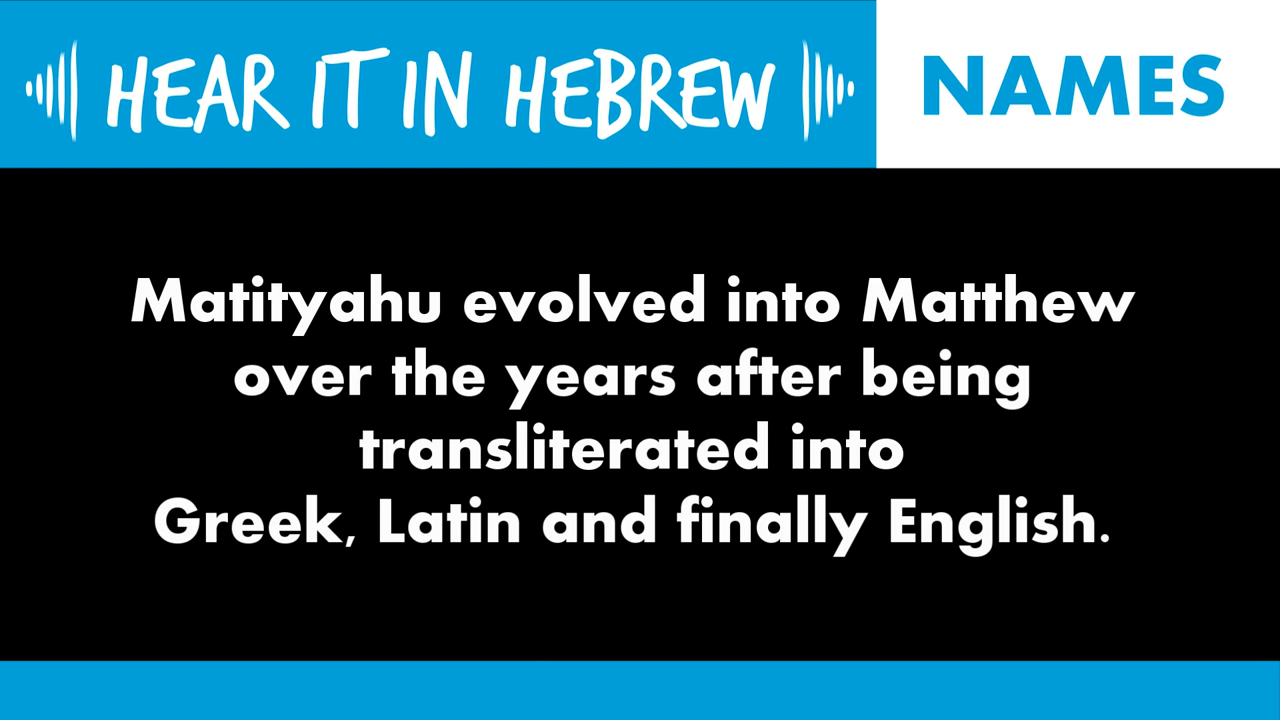 HEAR IT IN HEBREW
NAMES
Matityahu evolved into Matthew
over the years after being
transliterated into
Greek, Latin and finally English.